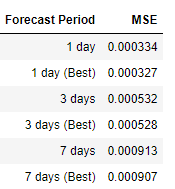 Forecast Period MSE
1 day 0.000334
1 day (Best) 0.000327
3 days 0.000532
3 days (Best) 0.000528
7 days 0.000913
7 days (Best) 0.000907